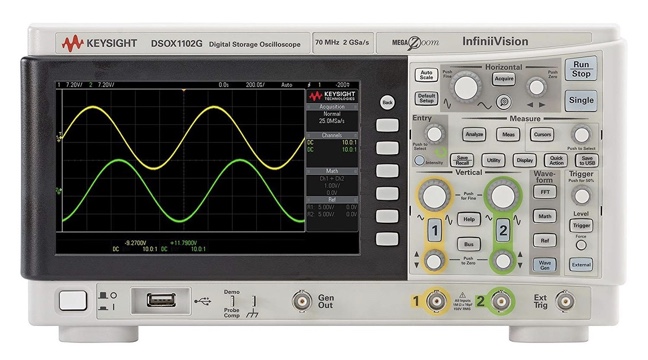 KEYSIGHT DSOX1102G Digital Storage Oscilloscope 70 MHz 2 GSa/s MEGA Zoom InfiniiVision
1 7.20V/ 2 7.20V/ 0.0s 200.0s/ Auto
KEYSIGHT
TECHNOLOGIES
Acquisition
Normal
25.0MSa/s
Channels
DC 10.0:1
DC 10.0:1
Math
Ch1 + Ch2
1.00V/
0.0V
Ref
R1 5.00V/ 0.0V
R2 5.00V/ 0.0V
-9.2700V +11.7900V
DC 10.0:1 DC 10.0:1
Back
Horizontal
Auto
Scale
Push
for Fine
Acquire
Push
to Zero
Run
Stop
Default
Setup
Single
Entry
Measure
Push to
Select
Analyze
Meas
Cursors
Push to Select
Intensity
Save
Recall
Utility
Display
Quick
Action
Save
to USB
Vertical
Push
for Fine
Wave-
form
Trigger
Push for 50%
FFT
1
Help
2
Math
Level
Trigger
Force
Bus
Ref
Push
to Zero
Wave
Gen
External
Demo
Probe
Comp
Gen
Out
1
All Inputs
2
Ext
Trig